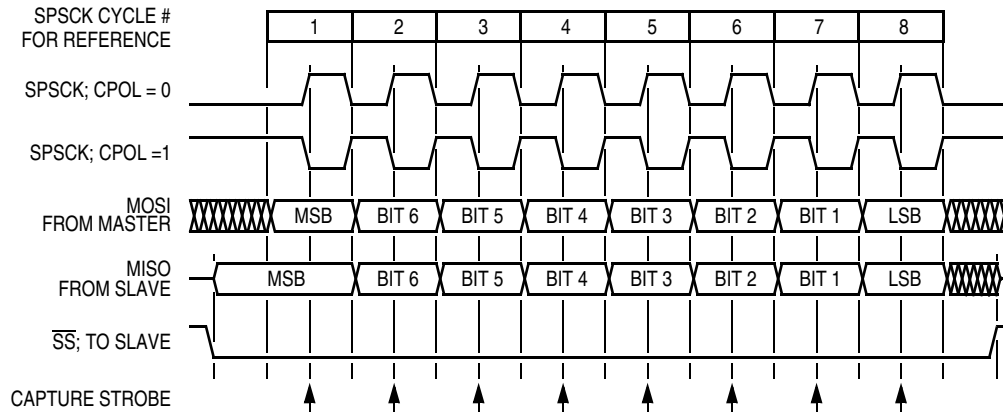 SPSCK CYCLE #
FOR REFERENCE
1 2 3 4 5 6 7 8
SPSCK; CPOL = 0
SPSCK; CPOL =1
MOSI
FROM MASTER
MSB BIT 6 BIT 5 BIT 4 BIT 3 BIT 2 BIT 1 LSB
MISO
FROM SLAVE
MSB BIT 6 BIT 5 BIT 4 BIT 3 BIT 2 BIT 1 LSB
SS; TO SLAVE
CAPTURE STROBE